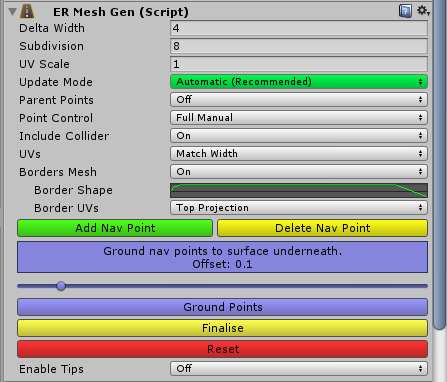 ER Mesh Gen (Script)
Delta Width 4
Subdivision 8
UV Scale 1
Update Mode Automatic (Recommended)
Parent Points Off
Point Control Full Manual
Include Collider On
UVs Match Width
Borders Mesh On
Border Shape
Border UVs Top Projection
Add Nav Point Delete Nav Point
Ground nav points to surface underneath.
Offset: 0.1
Ground Points
Finalise
Reset
Enable Tips Off